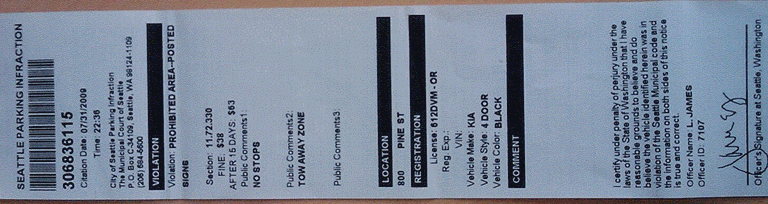 SEATTLE PARKING INFRACTION
306836115
Citation Date: 07/31/2009
Time: 22:36
City of Seattle Parking Infraction
The Municipal Court of Seattle
P.O. Box C-34109, Seattle, WA 98124-1109
(206) 684-5600
VIOLATION
Violation: PROHIBITED AREA--POSTED
SIGNS
Section: 11.72.330
FINE: $38
AFTER 15 DAYS: $63
Public Comments1:
NO STOPS
Public Comments2:
TOW AWAY ZONE
Public Comments3:
LOCATION
800 PINE ST
REGISTRATION
License: 612DVM - OR
Reg. Exp.:
VIN:
Vehicle Make: KIA
Vehicle Style: 4 DOOR
Vehicle Color: BLACK
COMMENT
I certify under penalty of perjury under the
laws of the State of Washington that I have
reasonable grounds to believe and do
believe the vehicle identified herein was in
violation of the Seattle Municipal code and
the information on both sides of this notice
is true and correct.
Officer Name: L. JAMES
Officer ID: 7107
Officer's Signature at Seattle, Washington